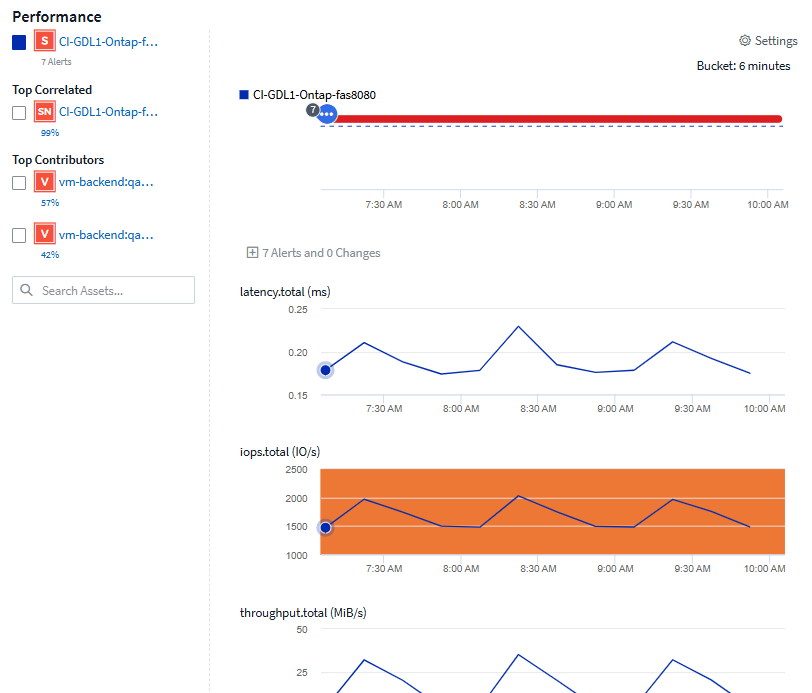 Performance
S CI-GDL1-Ontap-f...
7 Alerts
Top Correlated
SN CI-GDL1-Ontap-f...
99%
Top Contributors
V vm-backend:qa...
57%
V vm-backend:qa...
42%
Search Assets...
Settings
Bucket: 6 minutes
CI-GDL1-Ontap-fas8080
7
7:30 AM 8:00 AM 8:30 AM 9:00 AM 9:30 AM 10:00 AM
7 Alerts and 0 Changes
latency.total (ms)
0.25
0.20
0.15
7:30 AM 8:00 AM 8:30 AM 9:00 AM 9:30 AM 10:00 AM
iops.total (IO/s)
2500
2000
1500
1000
7:30 AM 8:00 AM 8:30 AM 9:00 AM 9:30 AM 10:00 AM
throughput.total (MiB/s)
50
25